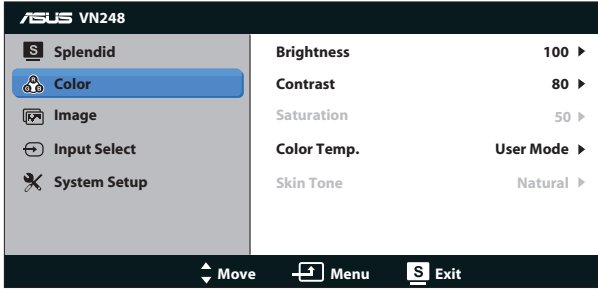 ASUS VN248
S Splendid
Color
Image
Input Select
System Setup
Brightness 100
Contrast 80
Saturation 50
Color Temp. User Mode
Skin Tone Natural
Move Menu S Exit